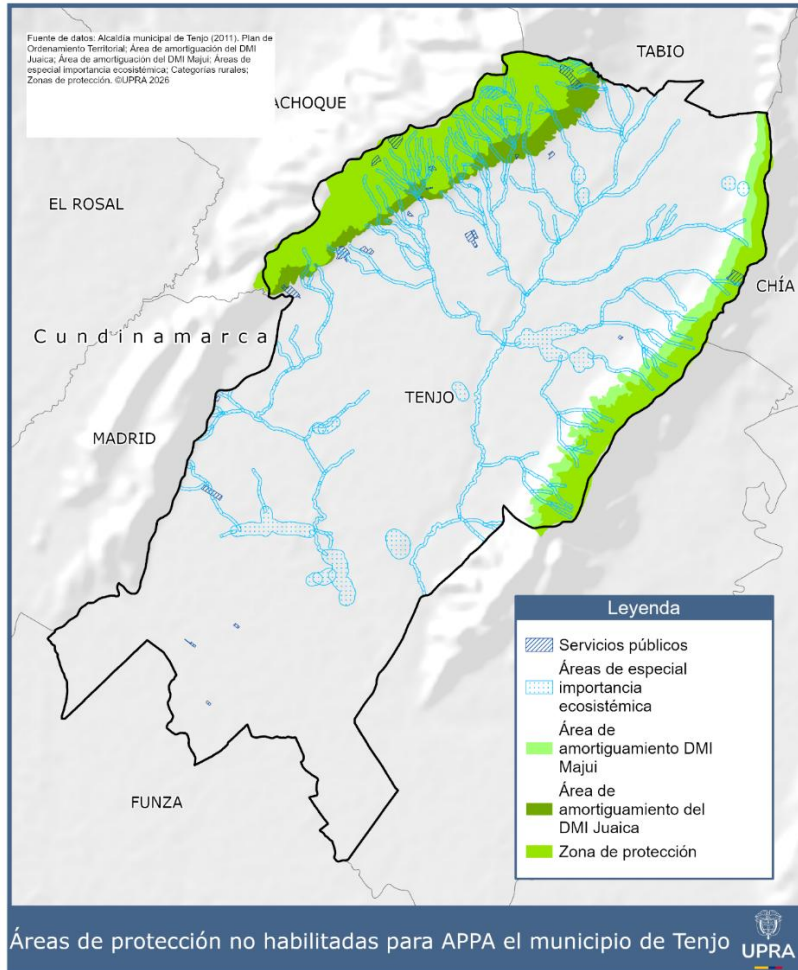 Fuente de datos: Alcaldía municipal de Tenjo (2011). Plan de
Ordenamiento Territorial; Área de amortiguación del DMI
Juaica; Área de amortiguación del DMI Majui; Áreas de
especial importancia ecosistémica; Categorías rurales;
Zonas de protección. ©UPRA 2026
TABIO
ACHOQUE
EL ROSAL
CHÍA
Cundinamarca
TENJO
MADRID
FUNZA
Leyenda
Servicios públicos
Áreas de especial
importancia
ecosistémica
Área de
amortiguamiento DMI
Majui
Área de
amortiguamiento del
DMI Juaica
Zona de protección
Áreas de protección no habilitadas para APPA el municipio de Tenjo
UPRA